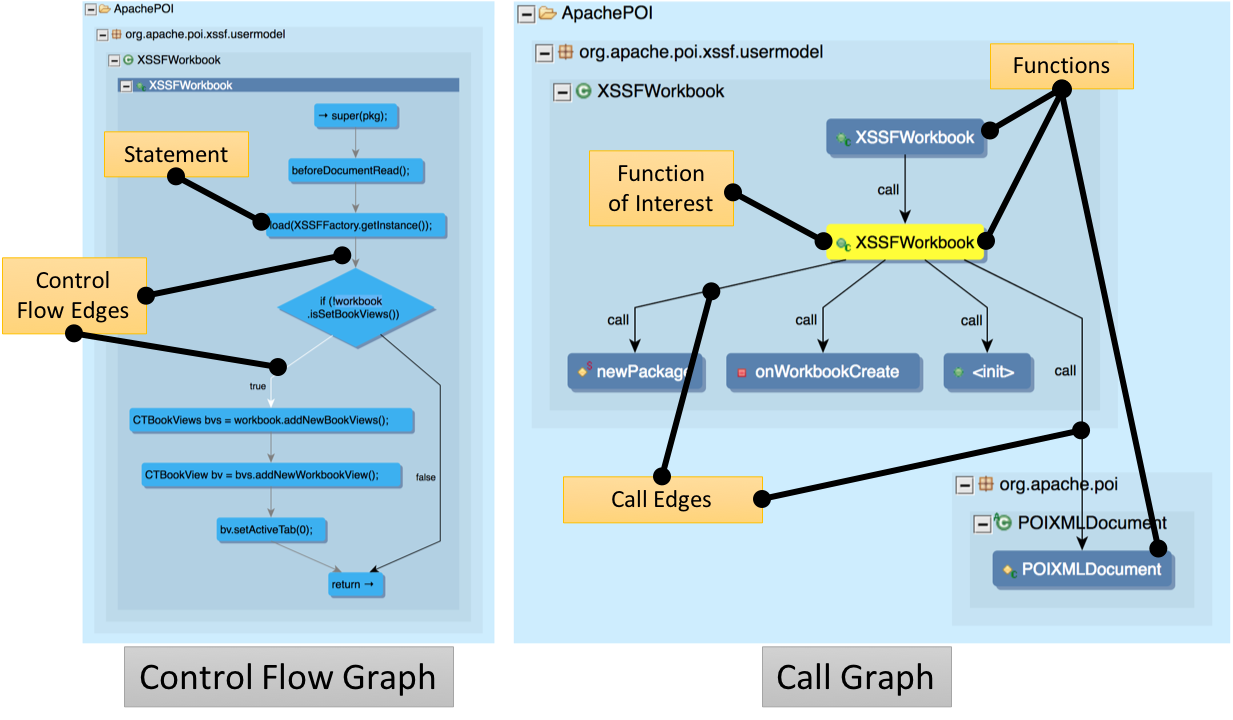 ApachePOI
org.apache.poi.xssf.usermodel
XSSFWorkbook
XSSFWorkbook
→ super(pkg);
Statement
beforeDocumentRead();
load(XSSFFactory.getInstance());
Control
Flow Edges
if (!workbook
.isSetBookViews())
true
CTBookViews bvs = workbook.addNewBookViews();
CTBookView bv = bvs.addNewWorkbookView();
false
bv.setActiveTab(0);
return →
Control Flow Graph
ApachePOI
org.apache.poi.xssf.usermodel
Functions
XSSFWorkbook
XSSFWorkbook
call
Function
of Interest
XSSFWorkbook
call
call
call
call
newPackage
onWorkbookCreate
<init>
Call Edges
org.apache.poi
POIXMLDocument
POIXMLDocument
Call Graph